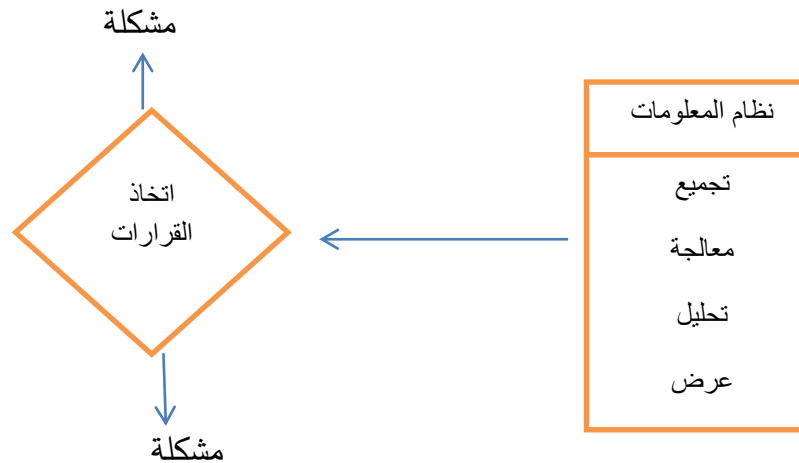 مشكلة
نظام المعلومات
اتخاذ
القرارات
تجميع
معالجة
تحليل
عرض
مشكلة